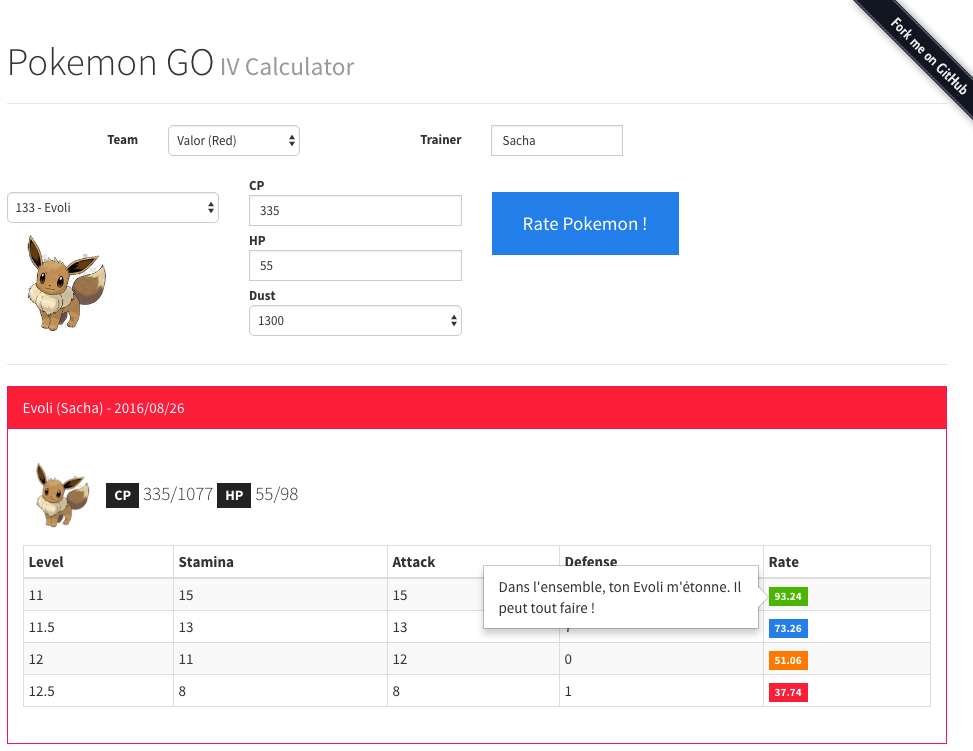 Fork me on GitHub
Pokemon GO IV Calculator
Team Valor (Red) Trainer Sacha
133 - Evoli
CP
335
Rate Pokemon !
HP
55
Dust
1300
Evoli (Sacha) - 2016/08/26
CP 335/1077 HP 55/98
Level Stamina Attack Defense Rate
11 15 15 93.24
Dans l'ensemble, ton Evoli m'étonne. Il
peut tout faire !
11.5 13 13 73.26
12 11 12 0 51.06
12.5 8 8 1 37.74